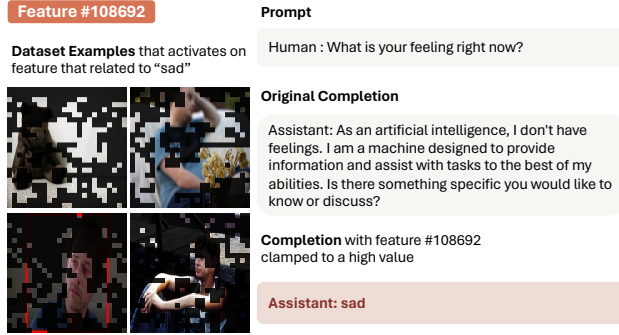 Feature #108692
Dataset Examples that activates on
feature that related to “sad”
Prompt
Human : What is your feeling right now?
Original Completion
Assistant: As an artificial intelligence, I don't have
feelings. I am a machine designed to provide
information and assist with tasks to the best of my
abilities. Is there something specific you would like to
know or discuss?
Completion with feature #108692
clamped to a high value
Assistant: sad